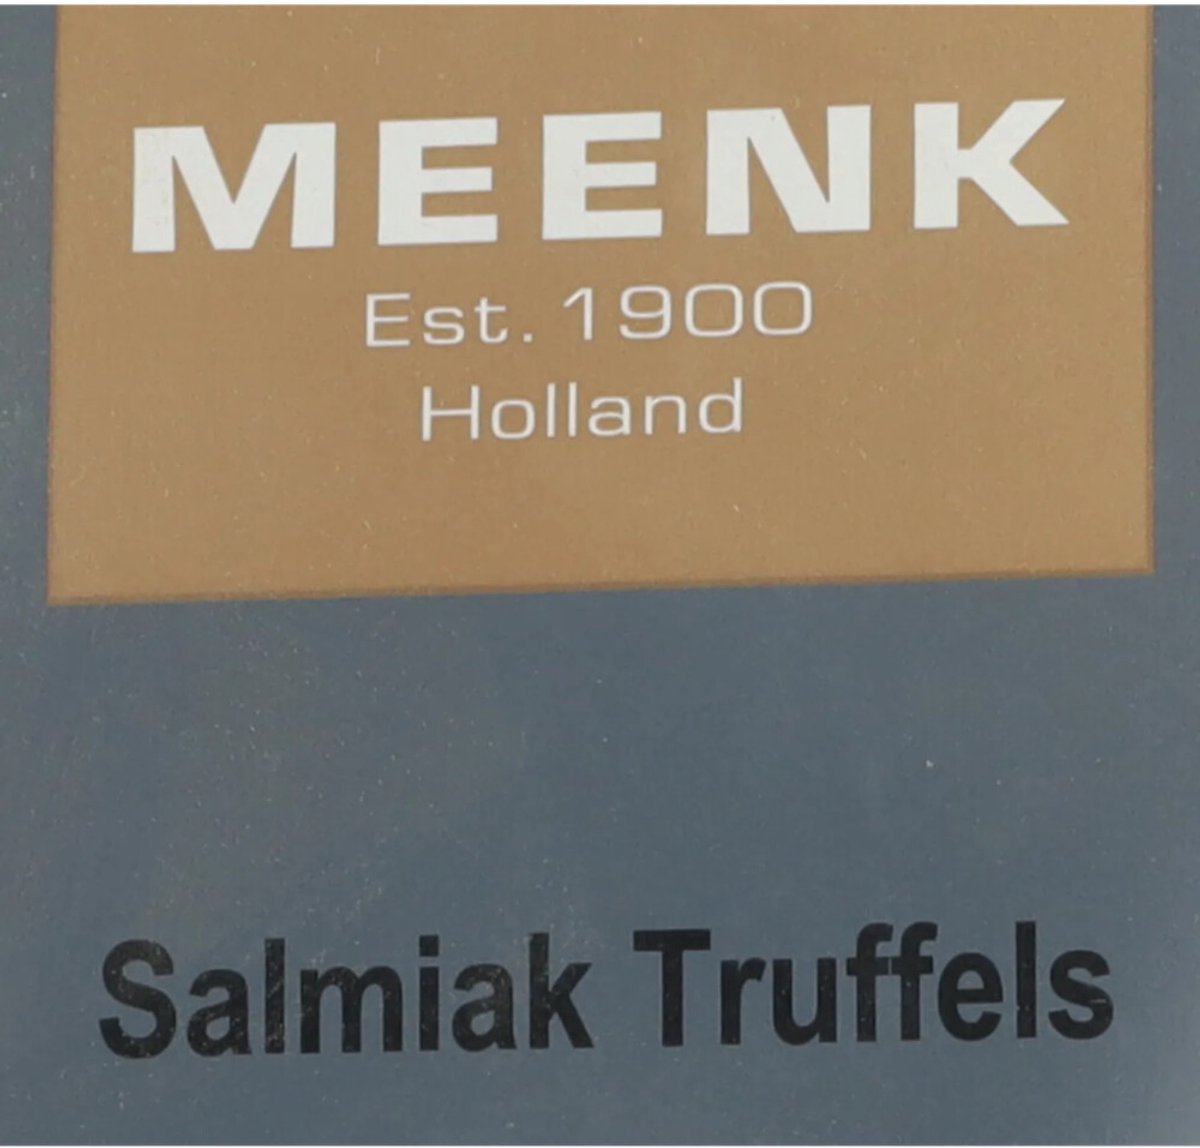 MEENK
Est. 1900
Holland
Salmiak Truffels